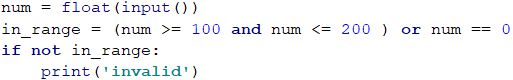 num = float(input())
in_range = (num >= 100 and num <= 200 ) or num == 0
if not in_range:
    print('invalid')